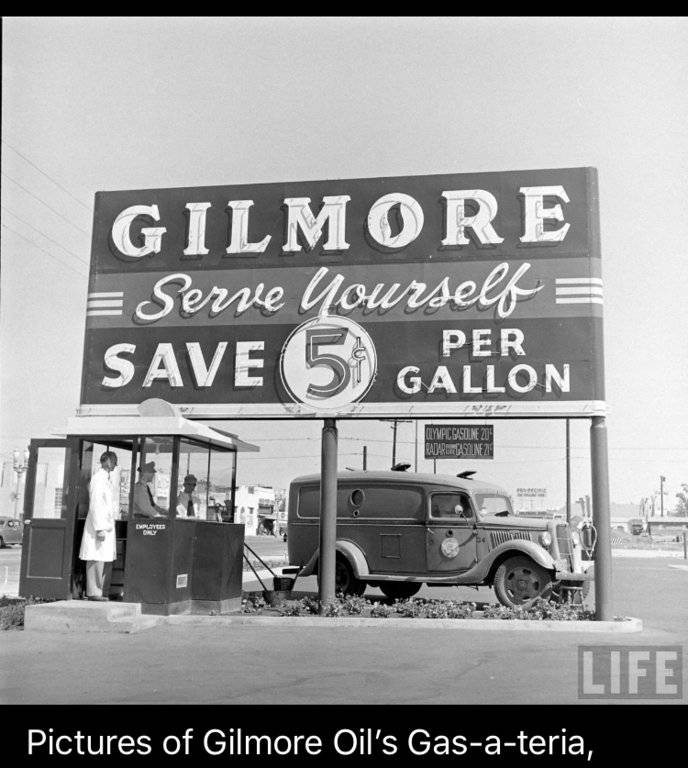 GILMORE
Serve Yourself
SAVE 5¢ PER GALLON
OLYMPIC GASOLINE 20¢
EMPLOYEES ONLY
24
LIFE
Pictures of Gilmore Oil’s Gas-a-teria,